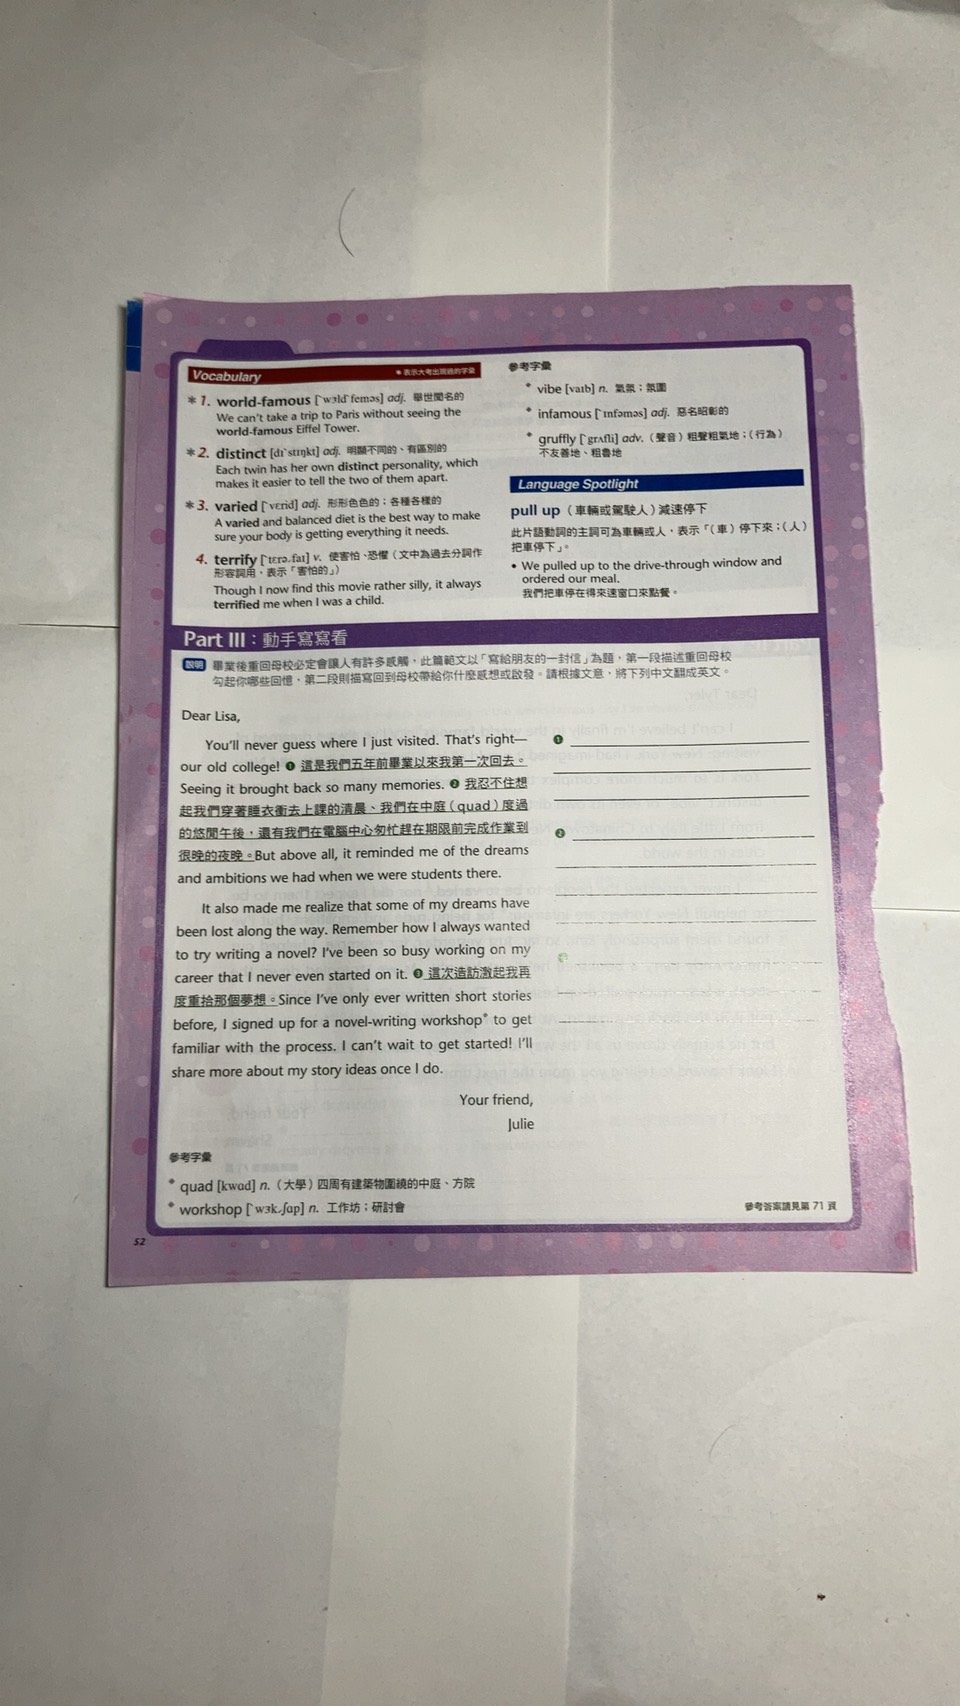 Vocabulary
＊表示大考出現過的字彙
＊1. world-famous [ˋwɝldˋfeməs] adj. 舉世聞名的
We can't take a trip to Paris without seeing the
world-famous Eiffel Tower.
＊2. distinct [dɪˋstɪŋkt] adj. 明顯不同的、有區別的
Each twin has her own distinct personality, which
makes it easier to tell the two of them apart.
＊3. varied [ˋvɛrɪd] adj. 形形色色的；各種各樣的
A varied and balanced diet is the best way to make
sure your body is getting everything it needs.
4. terrify [ˋtɛrə͵faɪ] v. 使害怕、恐懼（文中為過去分詞作
形容詞用，表示「害怕的」）
Though I now find this movie rather silly, it always
terrified me when I was a child.
參考字彙
* vibe [vaɪb] n. 氣氛；氛圍
* infamous [ˋɪnfəməs] adj. 惡名昭彰的
* gruffly [ˋgrʌflɪ] adv.（聲音）粗聲粗氣地；（行為）
不友善地、粗魯地
Language Spotlight
pull up（車輛或駕駛人）減速停下
此片語動詞的主詞可為車輛或人，表示「（車）停下來；（人）
把車停下」。
• We pulled up to the drive-through window and
ordered our meal.
我們把車停在得來速窗口來點餐。
Part III：動手寫寫看
說明 畢業後重回母校必定會讓人有許多感觸，此篇範文以「寫給朋友的一封信」為題，第一段描述重回母校
勾起你哪些回憶，第二段則描寫回到母校帶給你什麼感想或啟發。請根據文意，將下列中文翻成英文。
Dear Lisa,
You'll never guess where I just visited. That's right—
our old college! ❶ 這是我們五年前畢業以來我第一次回去。
Seeing it brought back so many memories. ❷ 我忍不住想
起我們穿著睡衣衝去上課的清晨、我們在中庭（quad）度過
的悠閒午後，還有我們在電腦中心匆忙趕在期限前完成作業到
很晚的夜晚。But above all, it reminded me of the dreams
and ambitions we had when we were students there.
It also made me realize that some of my dreams have
been lost along the way. Remember how I always wanted
to try writing a novel? I've been so busy working on my
career that I never even started on it. ❸ 這次造訪激起我再
度重拾那個夢想。Since I've only ever written short stories
before, I signed up for a novel-writing workshop* to get
familiar with the process. I can't wait to get started! I'll
share more about my story ideas once I do.
Your friend,
Julie
❶
❷
❸
參考字彙
* quad [kwɑd] n.（大學）四周有建築物圍繞的中庭、方院
* workshop [ˋwɝk͵ʃɑp] n. 工作坊；研討會
參考答案請見第 71 頁
52